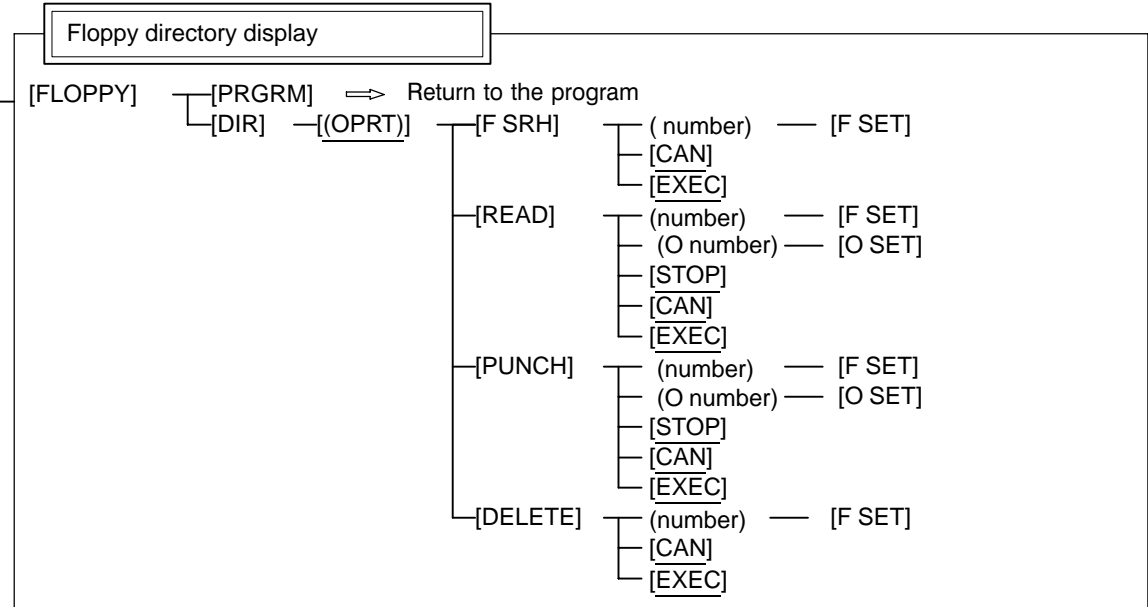 Floppy directory display
[FLOPPY] [PRGRM] ⇨ Return to the program
[DIR] [(OPRT)] [F SRH] ( number) [F SET]
[CAN]
[EXEC]
[READ] (number) [F SET]
(O number) [O SET]
[STOP]
[CAN]
[EXEC]
[PUNCH] (number) [F SET]
(O number) [O SET]
[STOP]
[CAN]
[EXEC]
[DELETE] (number) [F SET]
[CAN]
[EXEC]